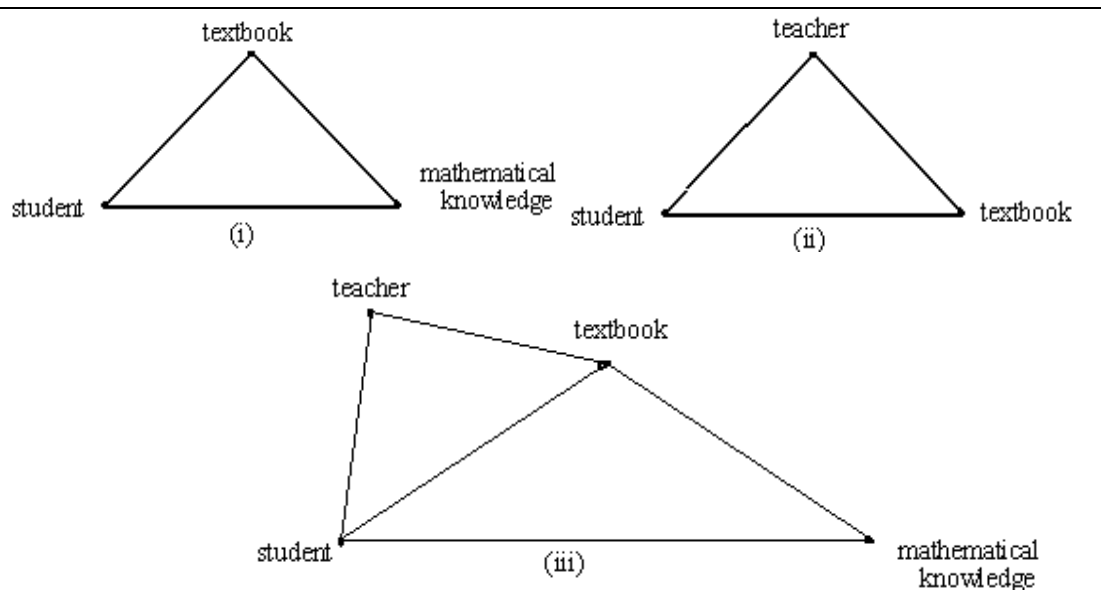 textbook
student
mathematical
knowledge
(i)
teacher
student
textbook
(ii)
teacher
textbook
student
mathematical
knowledge
(iii)